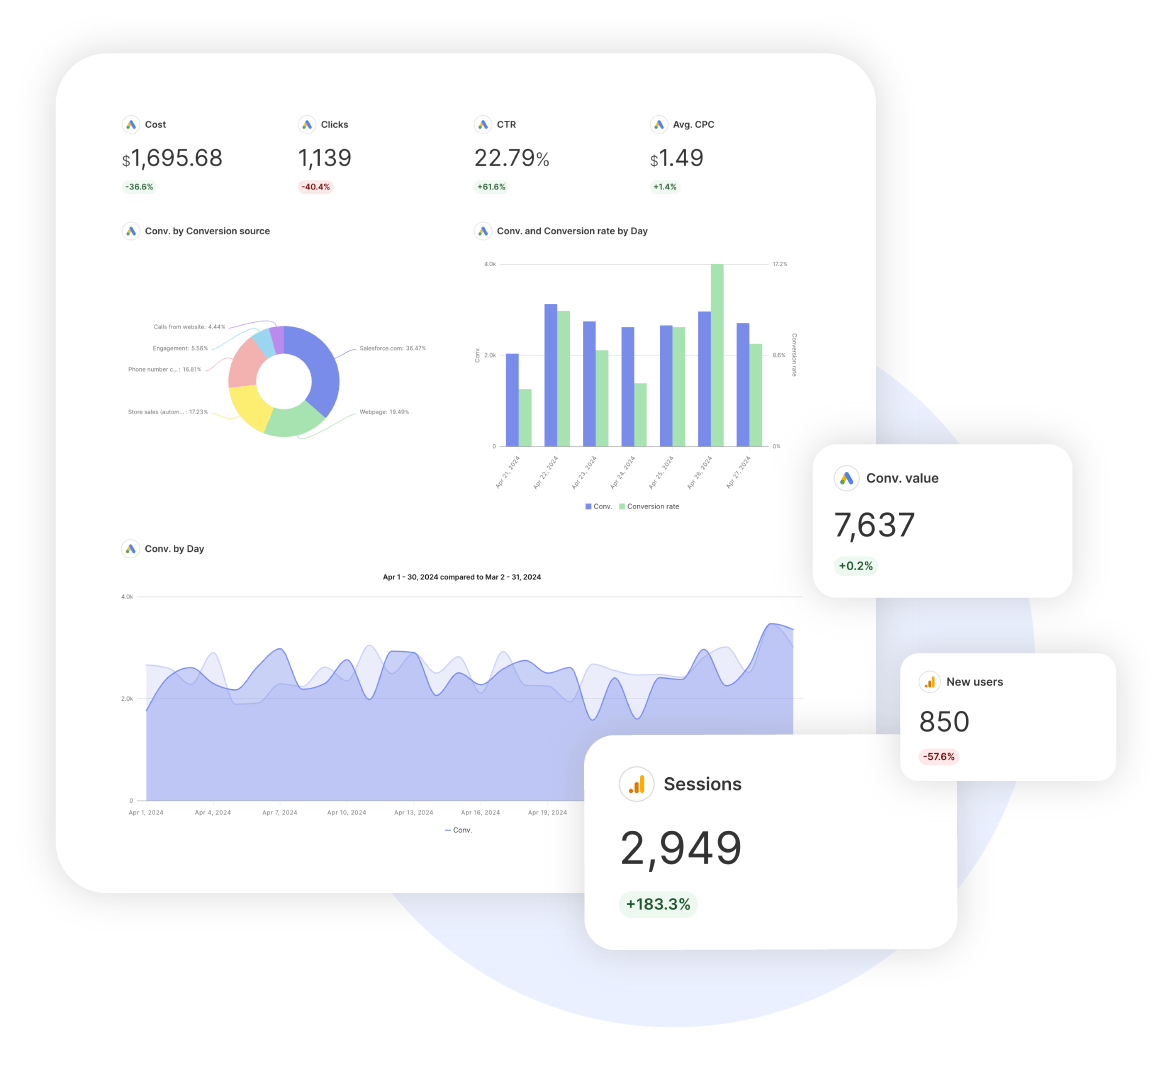 Cost
Clicks
CTR
Avg. CPC
$1,695.68
1,139
22.79%
$1.49
-36.6%
-40.4%
+61.6%
+1.4%
Conv. by Conversion source
Calls from website: 4.44%
Engagement: 5.56%
Salesforce.com: 36.47%
Phone number c...: 16.81%
Store sales (autom... : 17.23%
Webpage: 19.49%
Conv. and Conversion rate by Day
4.0k
17.2%
Conv.
2.0k
8.6%
Conversion rate
0
0%
Apr 21, 2024
Apr 22, 2024
Apr 23, 2024
Apr 24, 2024
Apr 25, 2024
Apr 26, 2024
Apr 27, 2024
Conv.
Conversion rate
Conv. value
7,637
+0.2%
Conv. by Day
Apr 1 - 30, 2024 compared to Mar 2 - 31, 2024
4.0k
2.0k
0
Apr 1, 2024
Apr 4, 2024
Apr 7, 2024
Apr 10, 2024
Apr 13, 2024
Apr 16, 2024
Apr 19, 2024
Conv.
New users
850
-57.6%
Sessions
2,949
+183.3%